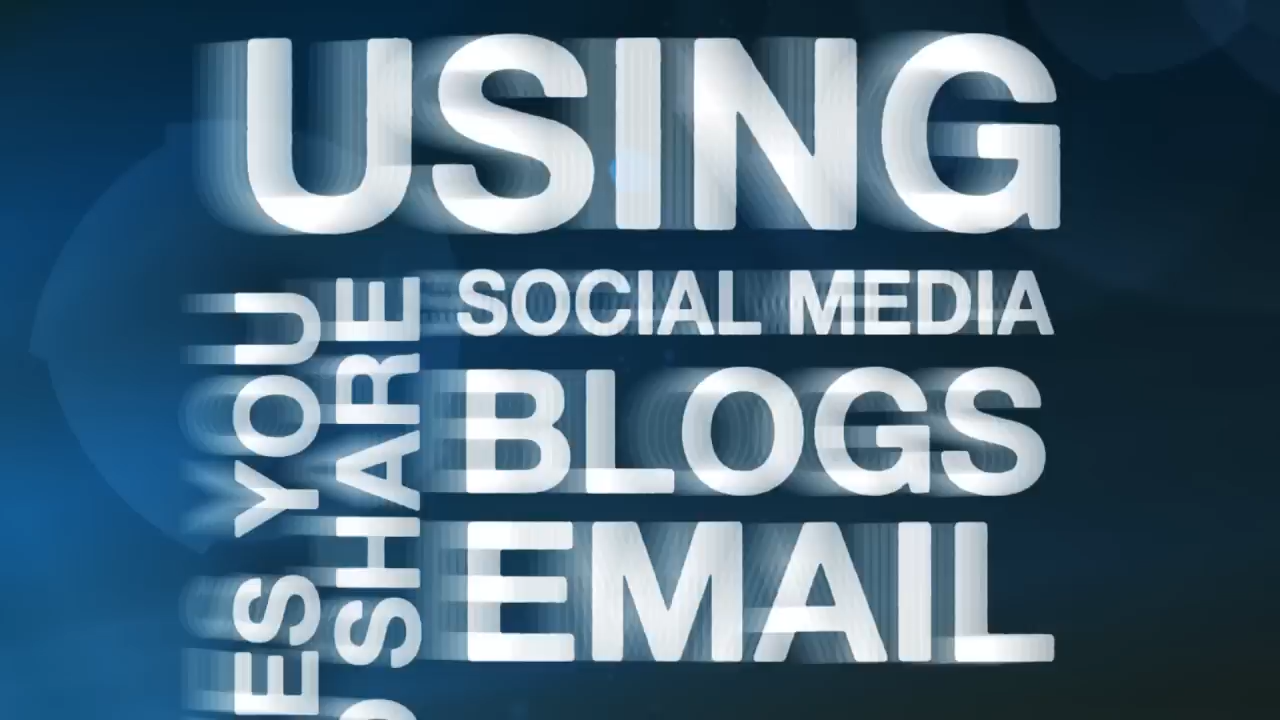 USING
SOCIAL MEDIA
BLOGS
EMAIL
ES YOU
SHARE